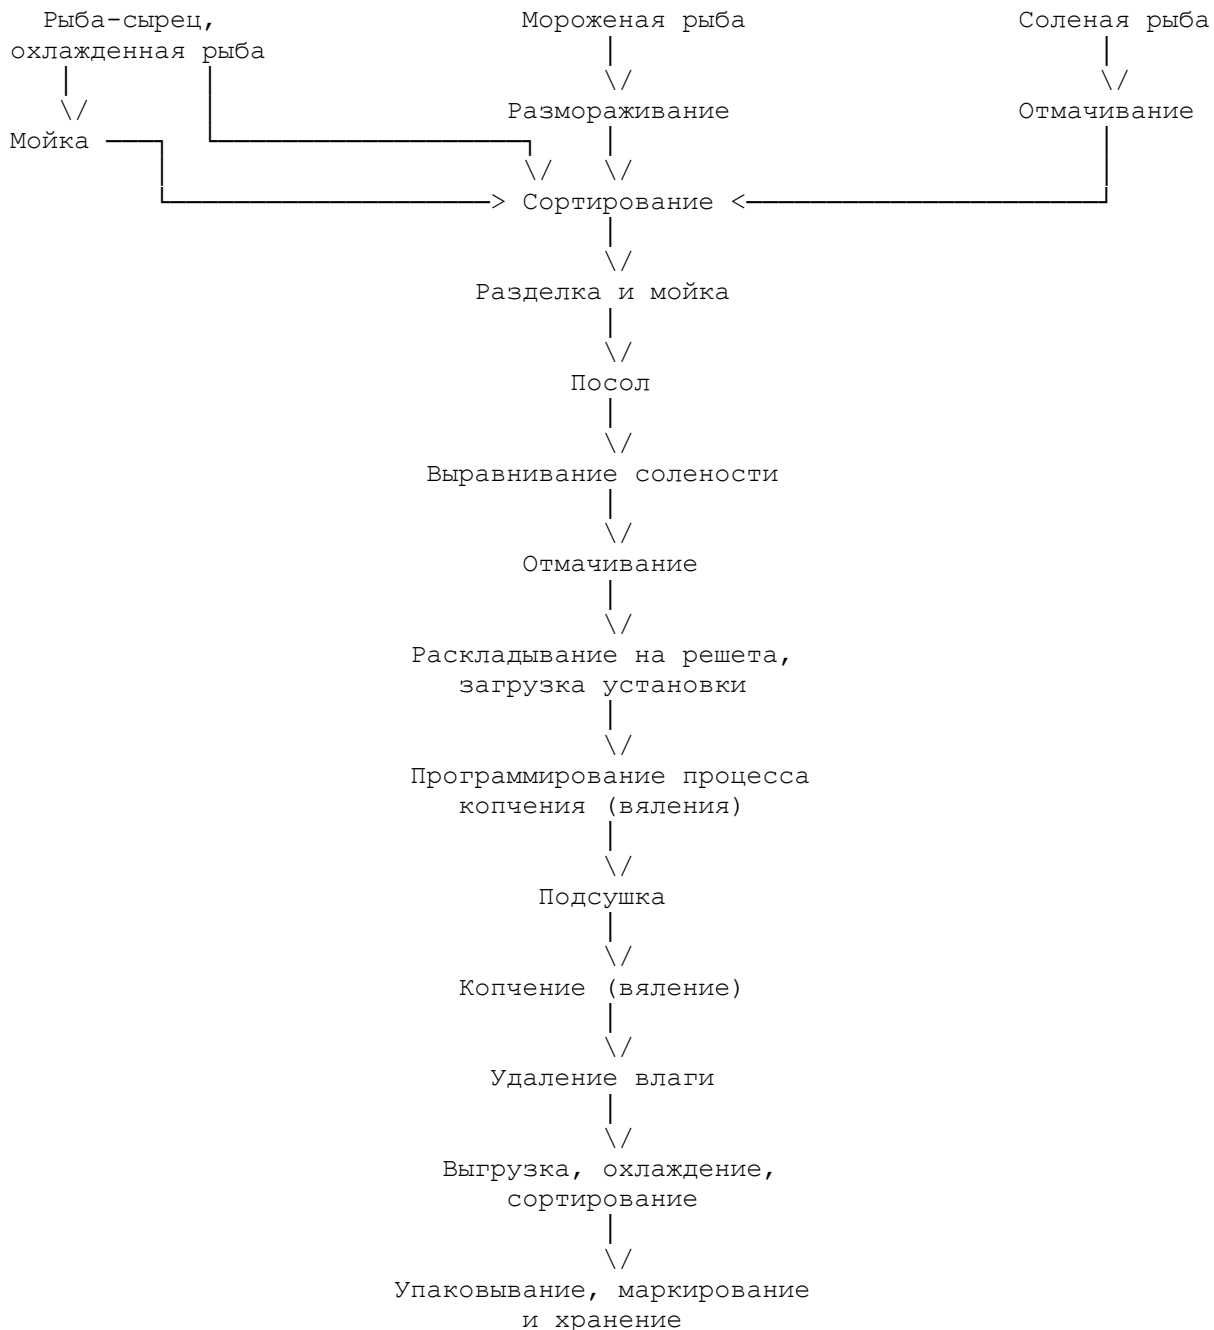 Рыба-сырец, Мороженая рыба Соленая рыба
охлажденная рыба
Размораживание Отмачивание
Мойка
Сортирование
Разделка и мойка
Посол
Выравнивание солености
Отмачивание
Раскладывание на решета,
загрузка установки
Программирование процесса
копчения (вяления)
Подсушка
Копчение (вяление)
Удаление влаги
Выгрузка, охлаждение,
сортирование
Упаковывание, маркирование
и хранение